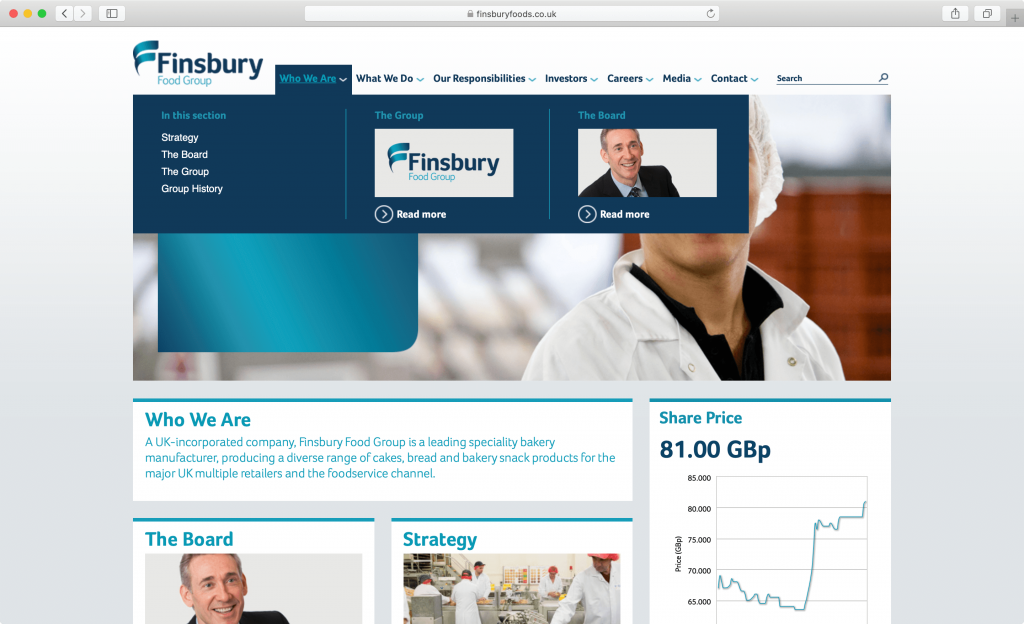 finsburyfoods.co.uk
Finsbury
Food Group
Who We Are
What We Do
Our Responsibilities
Investors
Careers
Media
Contact
Search
In this section
Strategy
The Board
The Group
Group History
The Group
Finsbury
Food Group
Read more
The Board
Read more
Who We Are
A UK-incorporated company, Finsbury Food Group is a leading speciality bakery
manufacturer, producing a diverse range of cakes, bread and bakery snack products for the
major UK multiple retailers and the foodservice channel.
The Board
Strategy
Share Price
81.00 GBp
85.000
80.000
75.000
70.000
65.000
Price (GBp)